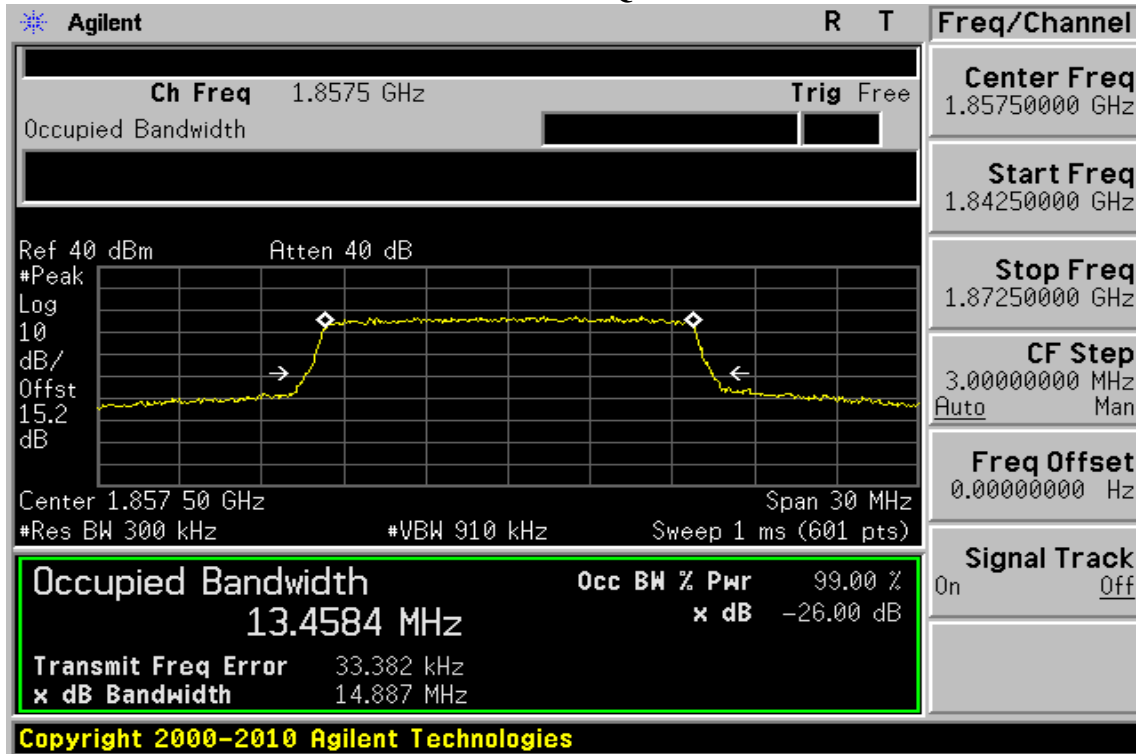 Agilent R T
Ch Freq 1.8575 GHz Trig Free
Occupied Bandwidth
Ref 40 dBm Atten 40 dB
#Peak
Log
10
dB/
Offst
15.2
dB
Center 1.857 50 GHz Span 30 MHz
#Res BW 300 kHz #VBW 910 kHz Sweep 1 ms (601 pts)
Occupied Bandwidth Occ BW % Pwr 99.00 %
13.4584 MHz x dB -26.00 dB
Transmit Freq Error 33.382 kHz
x dB Bandwidth 14.887 MHz
Copyright 2000-2010 Agilent Technologies
Freq/Channel
Center Freq
1.85750000 GHz
Start Freq
1.84250000 GHz
Stop Freq
1.87250000 GHz
CF Step
3.00000000 MHz
Auto Man
Freq Offset
0.00000000 Hz
Signal Track
On Off